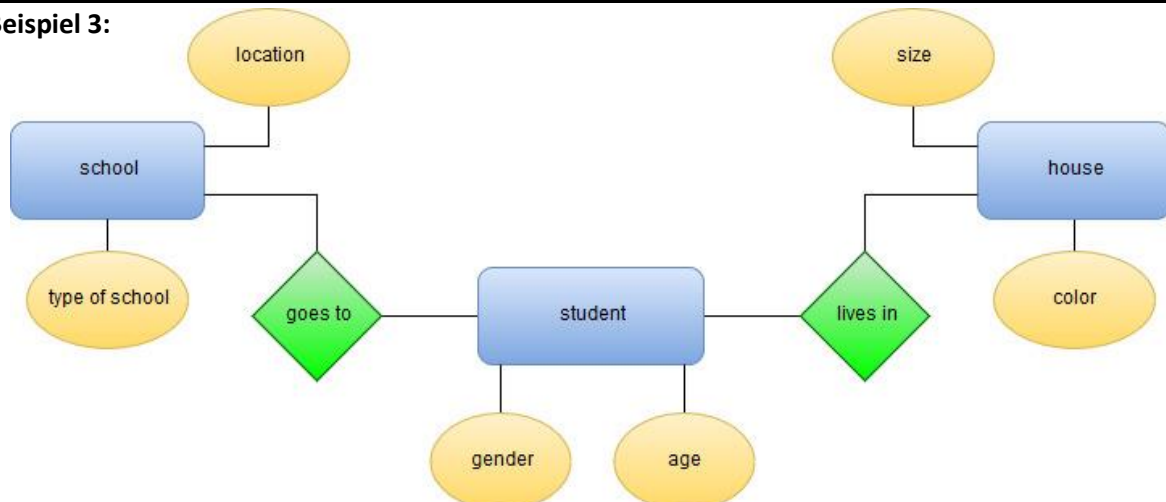 eispiel 3:
location
size
school
house
type of school
goes to
student
lives in
color
gender
age